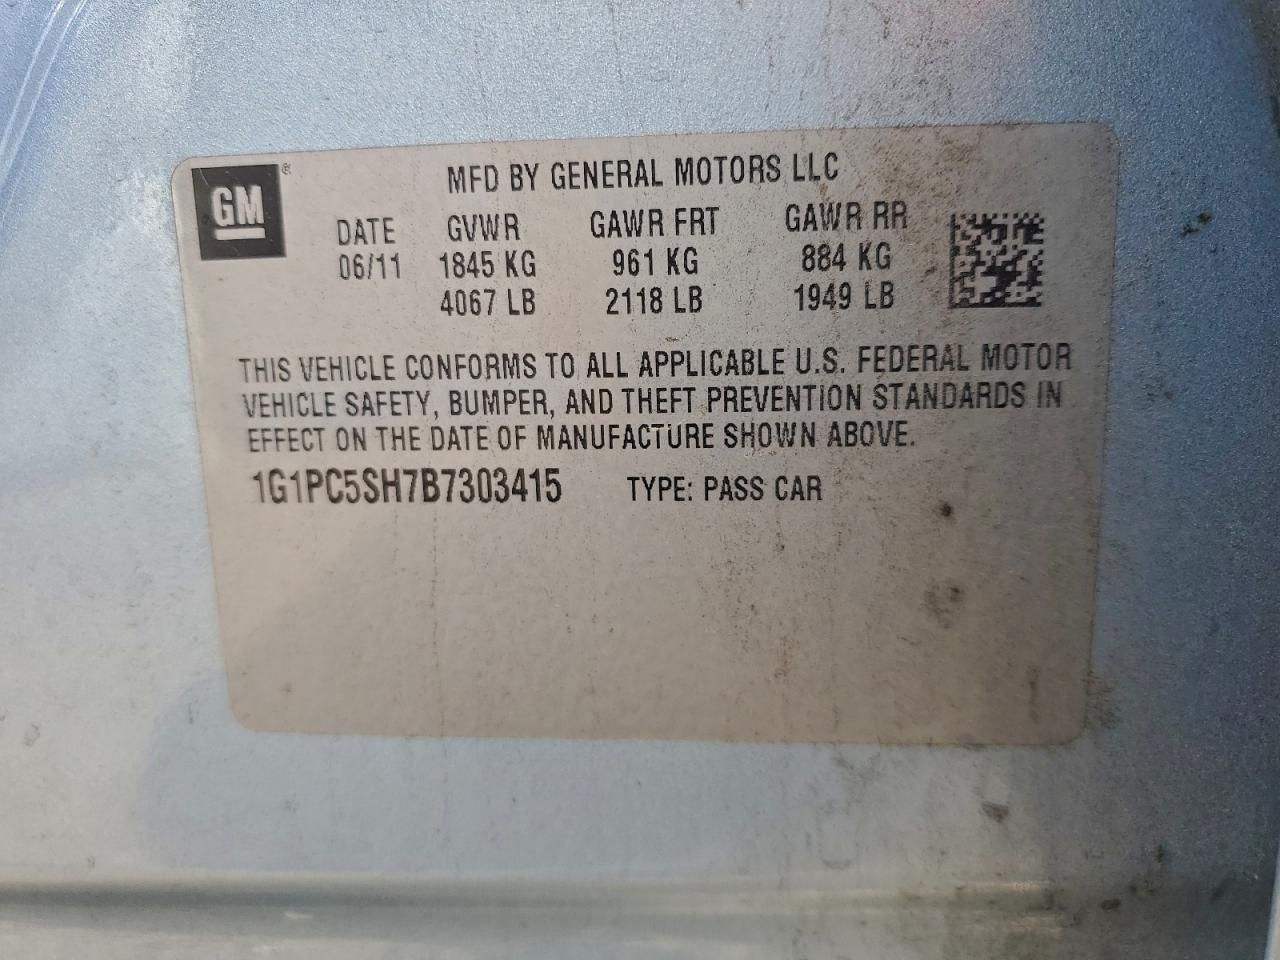 GM ® MFD BY GENERAL MOTORS LLC
DATE GVWR GAWR FRT GAWR RR
06/11 1845 KG 961 KG 884 KG
4067 LB 2118 LB 1949 LB
THIS VEHICLE CONFORMS TO ALL APPLICABLE U.S. FEDERAL MOTOR
VEHICLE SAFETY, BUMPER, AND THEFT PREVENTION STANDARDS IN
EFFECT ON THE DATE OF MANUFACTURE SHOWN ABOVE.
1G1PC5SH7B7303415 TYPE: PASS CAR